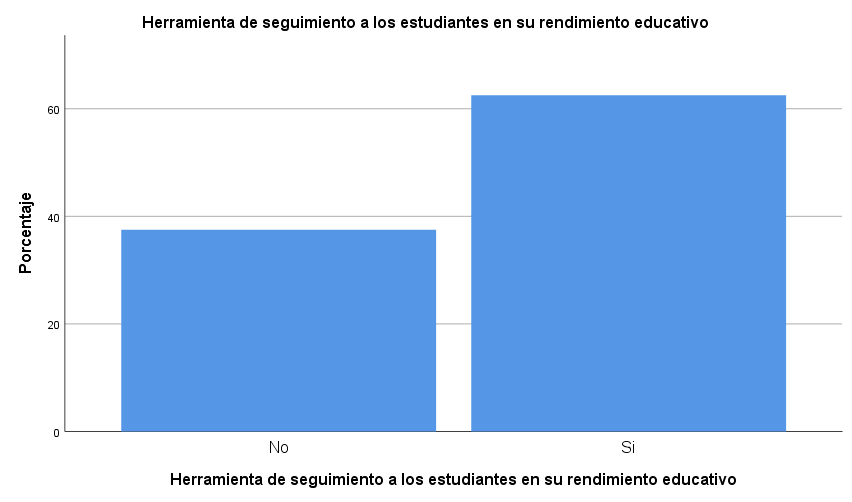 Herramienta de seguimiento a los estudiantes en su rendimiento educativo
Porcentaje
60
40
20
0
No
Si
Herramienta de seguimiento a los estudiantes en su rendimiento educativo